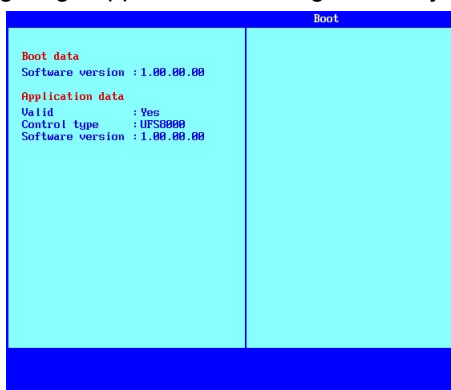 Boot
Boot data
Software version : 1.00.00.00
Application data
Valid : Yes
Control type : UFS8000
Software version : 1.00.00.00